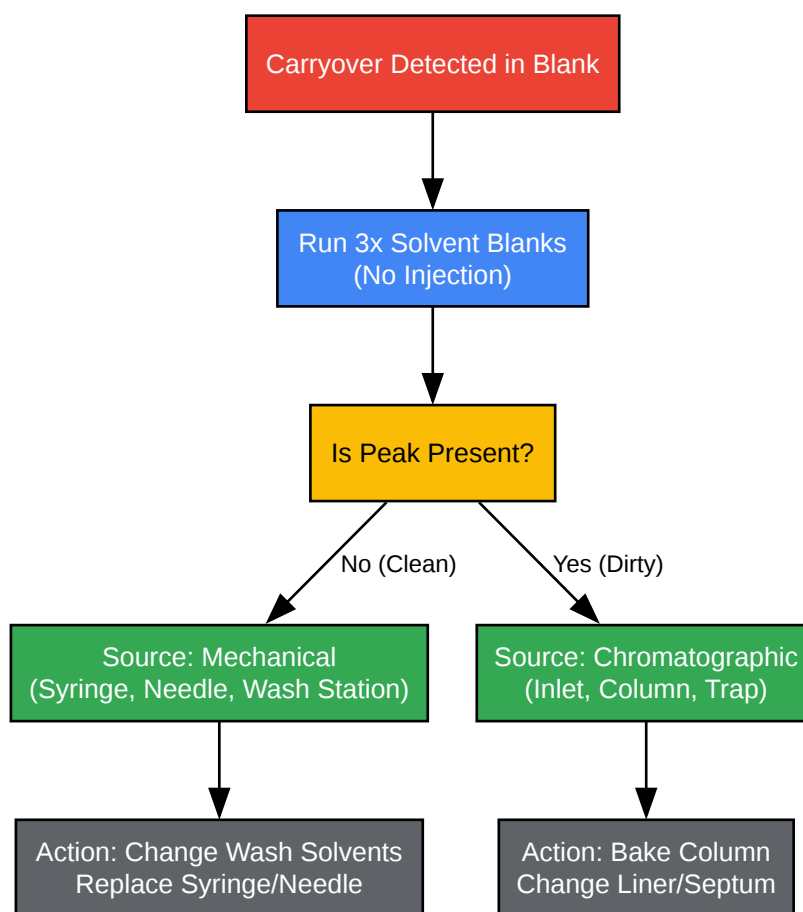 Carryover Detected in Blank
Run 3x Solvent Blanks
(No Injection)
Is Peak Present?
No (Clean)
Yes (Dirty)
Source: Mechanical
(Syringe, Needle, Wash Station)
Source: Chromatographic
(Inlet, Column, Trap)
Action: Change Wash Solvents
Replace Syringe/Needle
Action: Bake Column
Change Liner/Septum